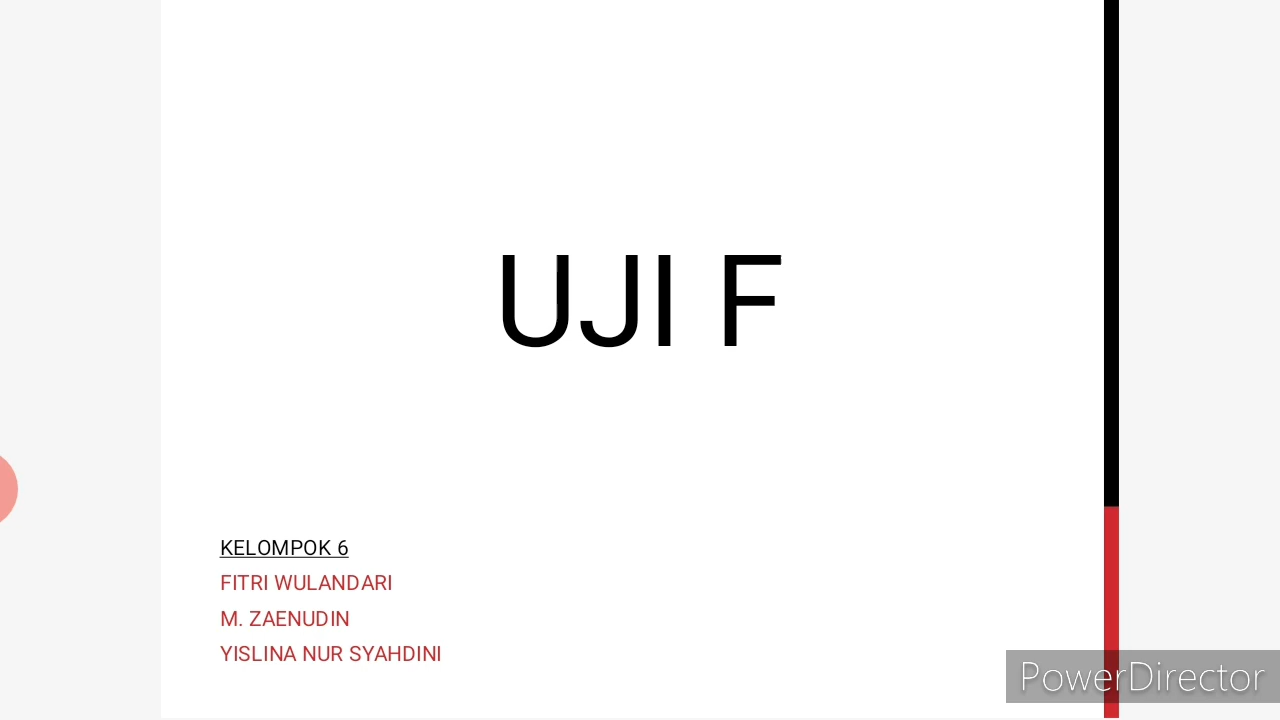 UJI F
KELOMPOK 6
FITRI WULANDARI
M. ZAENUDIN
YISLINA NUR SYAHDINI
PowerDirector